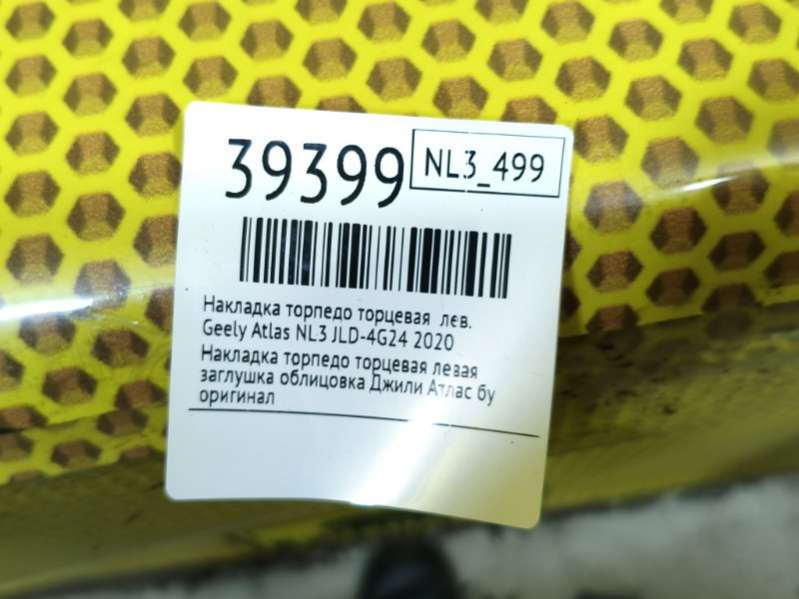 39399
NL3_499
Накладка торпедо торцевая лев.
Geely Atlas NL3 JLD-4G24 2020
Накладка торпедо торцевая левая
заглушка облицовка Джили Атлас бу
оригинал